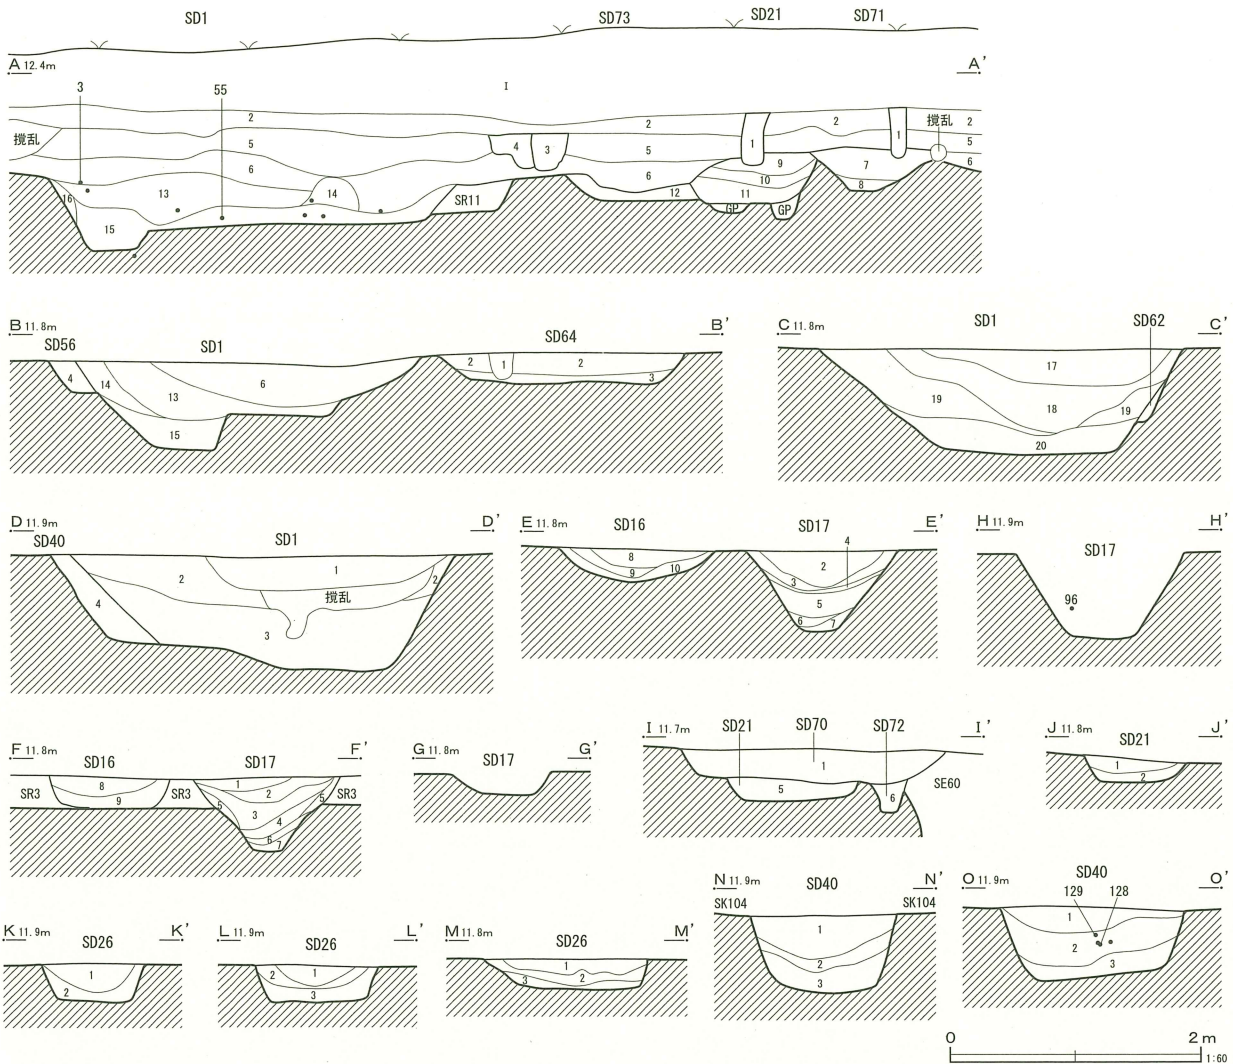 SD1 SD73 SD21 SD71
A 12.4m A'
3 55 I
2 2 2 2
撹乱 5 4 3 5 1 1 撹乱 5
6 6 9 7 6
13 14 10 8
16 SR11 12 11
15 GP GP
B 11.8m B'
SD56 SD1 SD64
4 14 13 6 2 1 2 3
15
C 11.8m SD1 SD62 C'
17
19 18 19
20
D 11.9m D'
SD40 SD1
2 1 2
4 撹乱
3
E 11.8m SD16 SD17 E'
4
8 2
9 10 3
5
6 7
H 11.9m H'
SD17
96
F 11.8m F'
SD16 SD17
SR3 8 SR3 1 SR3
9 5 2 5
3 4
6 7
G 11.8m G'
SD17
I 11.7m SD21 SD70 SD72 I'
1
5 6 SE60
J 11.8m J'
SD21
1
2
K 11.9m K'
SD26
1
2
L 11.9m L'
SD26
2 1
3
M 11.8m M'
SD26
1
3 2
N 11.9m SD40 N'
SK104 SK104
1
2
3
O 11.9m SD40 O'
129 128
1
2
3
0 2m
1:60